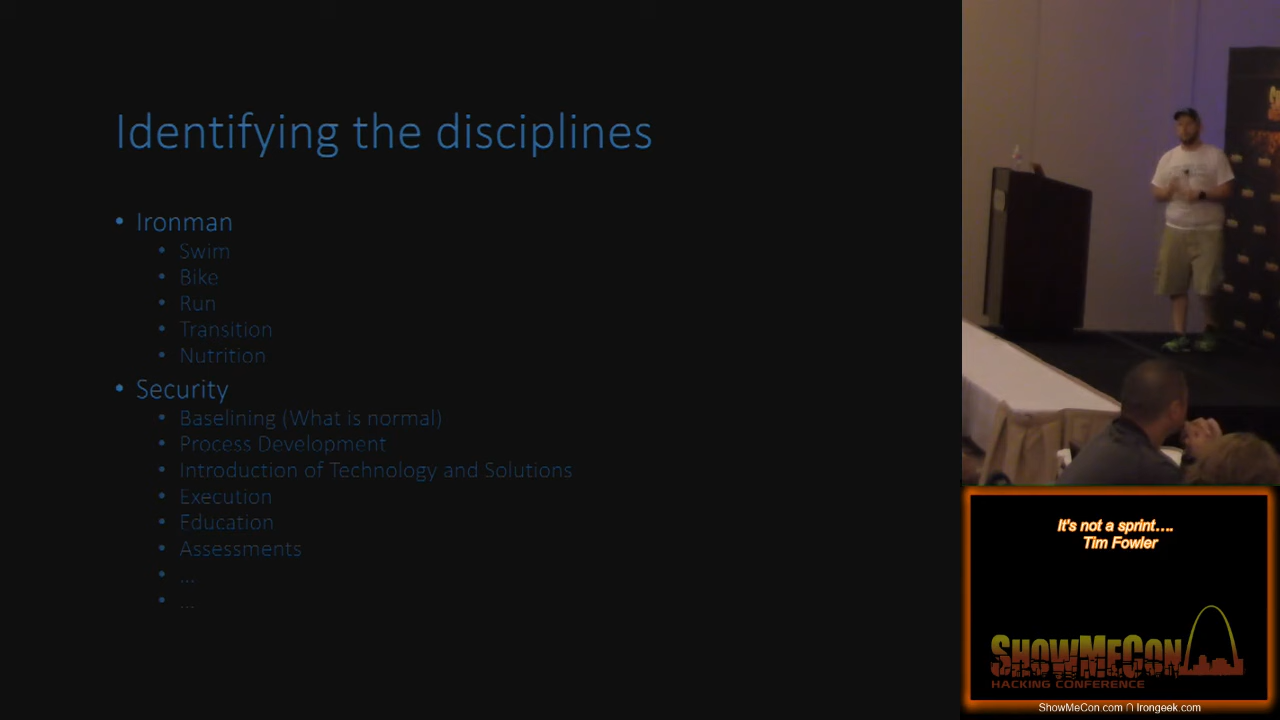 Identifying the disciplines
• Ironman
• Swim
• Bike
• Run
• Transition
• Nutrition
• Security
• Baselining (What is normal)
• Process Development
• Introduction of Technology and Solutions
• Execution
• Education
• Assessments
• ...
• ...
It's not a sprint....
Tim Fowler
SHOWMECON
HACKING CONFERENCE
ShowMeCon.com ∩ Irongeek.com